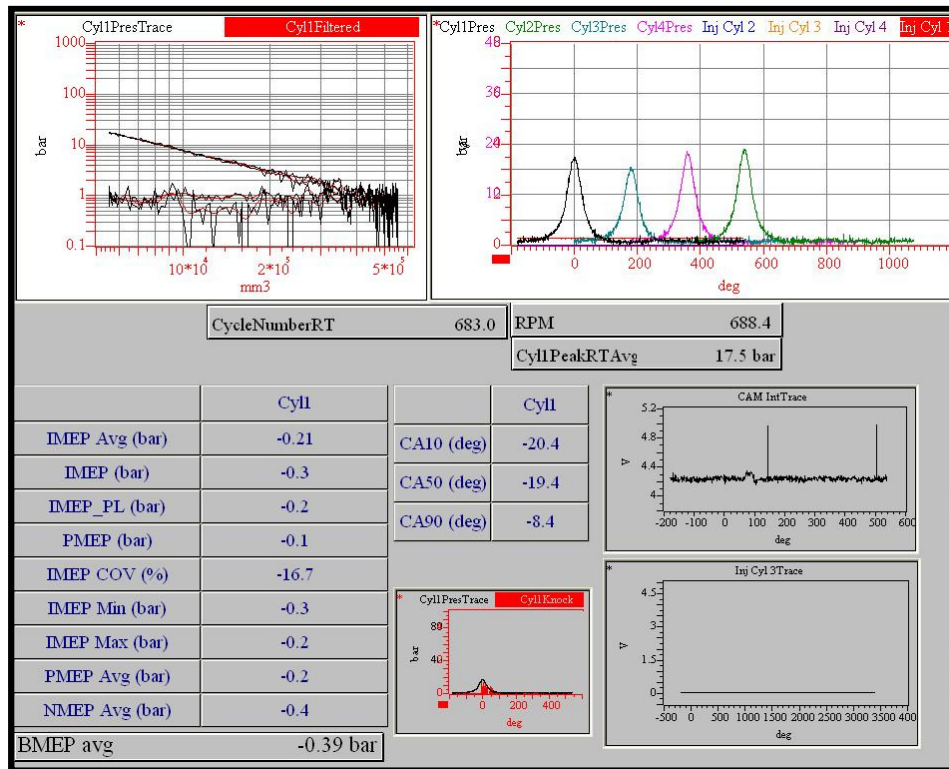 * Cyl1PresTrace Cyl1Filtered
1000
100
10
1
0.1
bar
10*10^4 2*10^5 5*10^5
mm3
*Cyl1Pres Cyl2Pres Cyl3Pres Cyl4Pres Inj Cyl 2 Inj Cyl 3 Inj Cyl 4 Inj Cyl 1
48
36
24
12
0
0 200 400 600 800 1000
deg
CycleNumberRT 683.0
RPM 688.4
Cyl1PeakRTAvg 17.5 bar
Cyl1
IMEP Avg (bar) -0.21
IMEP (bar) -0.3
IMEP_PL (bar) -0.2
PMEP (bar) -0.1
IMEP COV (%) -16.7
IMEP Min (bar) -0.3
IMEP Max (bar) -0.2
PMEP Avg (bar) -0.2
NMEP Avg (bar) -0.4
BMEP avg -0.39 bar
Cyl1
CA10 (deg) -20.4
CA50 (deg) -19.4
CA90 (deg) -8.4
* Cyl1PresTrace Cyl1Knock
80
40
0
bar
0 200 400
deg
* CAM IntTrace
5.2
4.8
4.4
4
V
-200 -100 0 100 200 300 400 500 600
deg
* Inj Cyl 3Trace
4.5
3
1.5
0
V
-500 0 500 1000 1500 2000 2500 3000 3500 400
deg